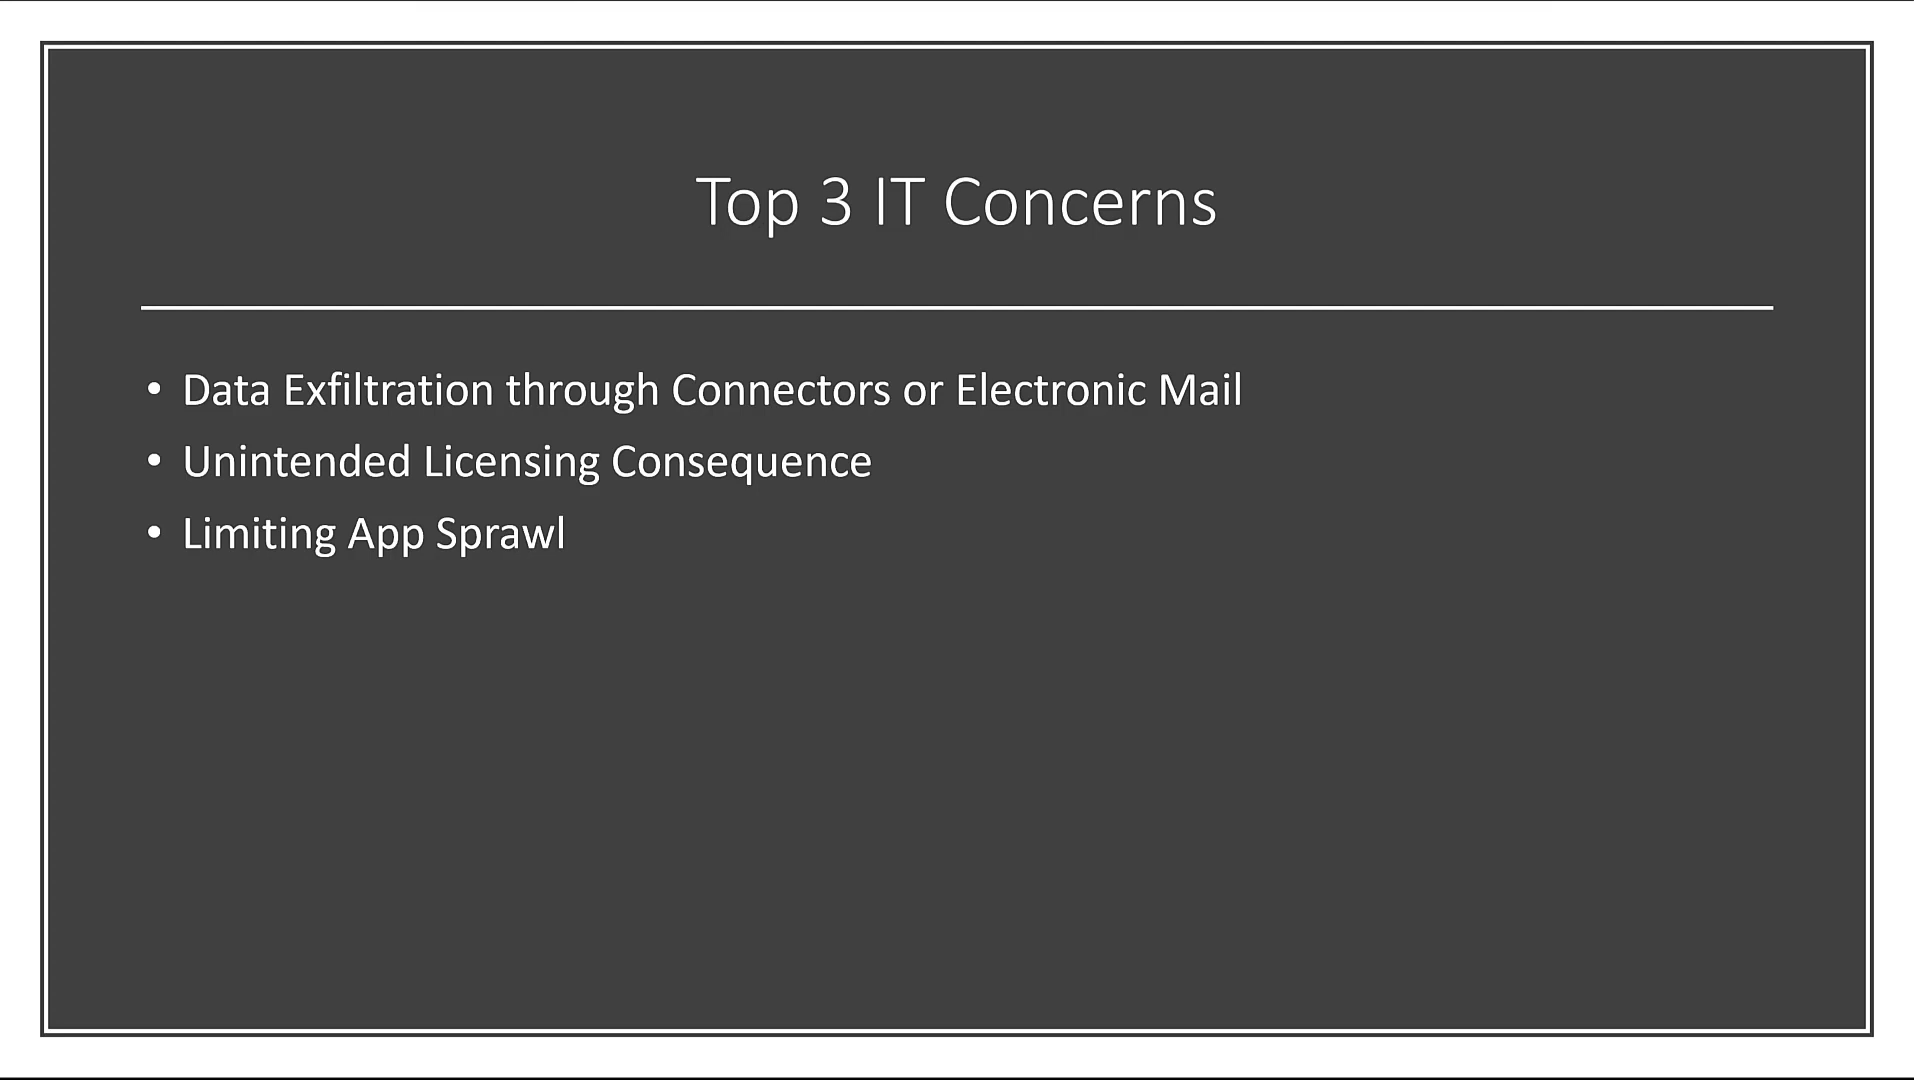 Top 3 IT Concerns
• Data Exfiltration through Connectors or Electronic Mail
• Unintended Licensing Consequence
• Limiting App Sprawl